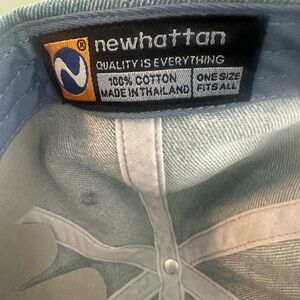 ® newhattan
QUALITY IS EVERYTHING
100% COTTON ONE SIZE
MADE IN THAILAND FITS ALL